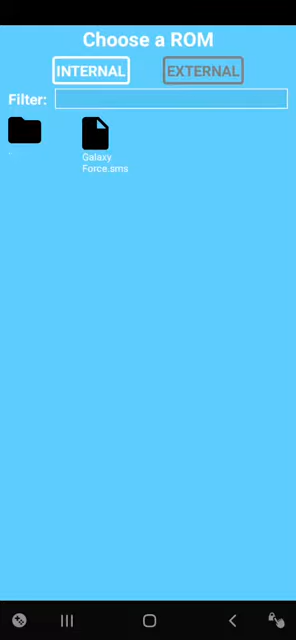 Choose a ROM
INTERNAL
EXTERNAL
Filter:
Galaxy
Force.sms